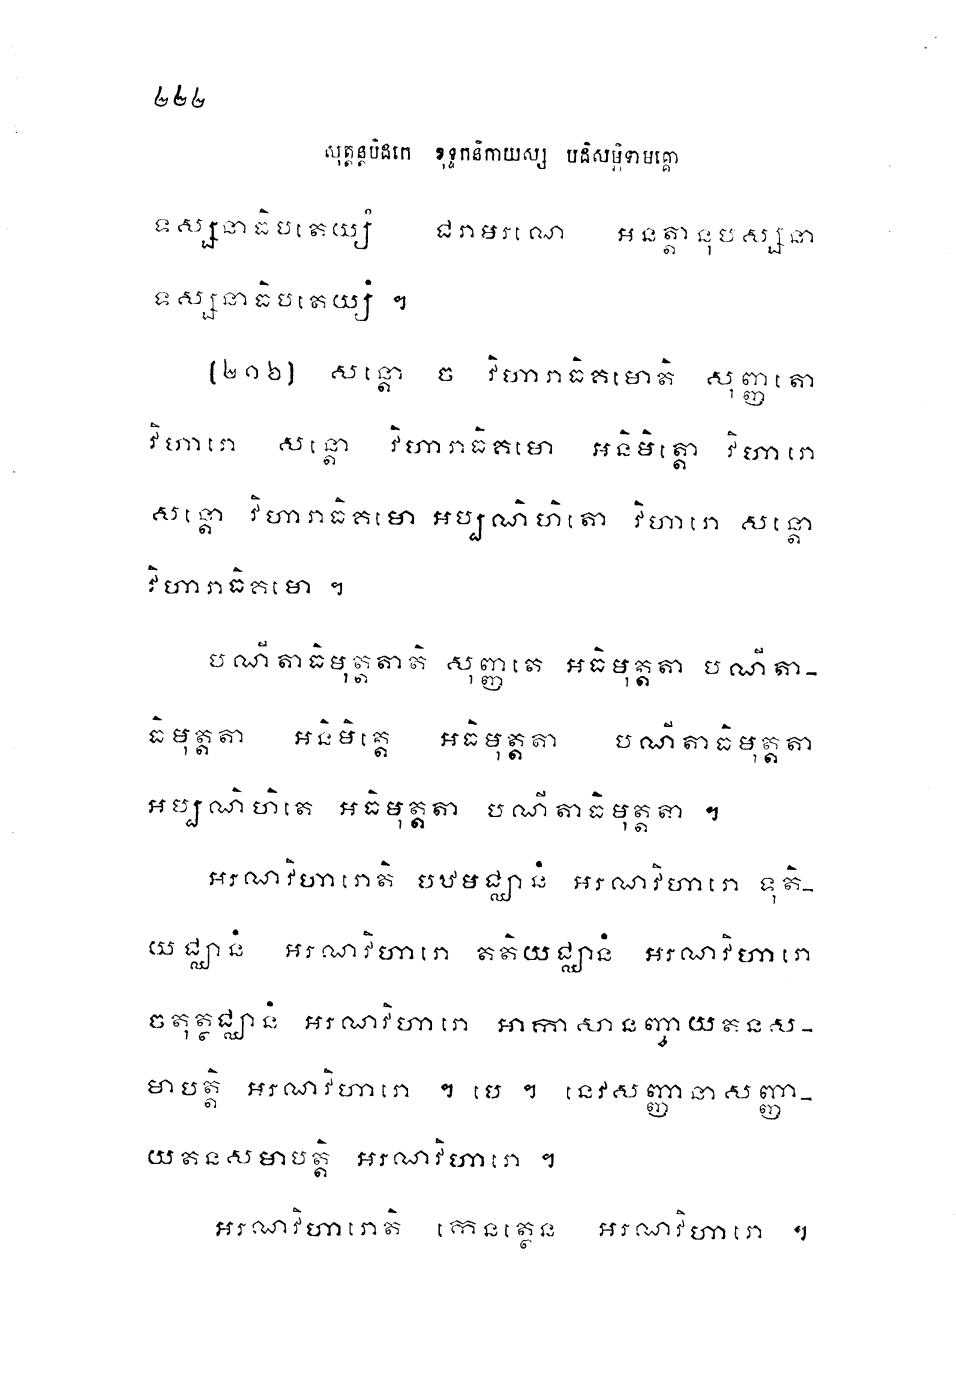 ២២២
សុត្តន្តបិដកេ ខុទ្ទកនិកាយស្ស បដិសម្ភិទាមគ្គោ
ទស្សនាធិបតេយ្យំ ជរាមរណេ អនត្តានុបស្សនា
ទស្សនាធិបតេយ្យំ ។
(២១៦) សន្តោ ច វិហារាធិគមោតិ សុញ្ញតោ
វិហារោ សន្តោ វិហារាធិគមោ អនិមិត្តោ វិហារោ
សន្តោ វិហារាធិគមោ អប្បណិហិតោ វិហារោ សន្តោ
វិហារាធិគមោ ។
បណីតាធិមុត្តតាតិ សុញ្ញតេ អធិមុត្តតា បណីតា-
ធិមុត្តតា អនិមិត្តេ អធិមុត្តតា បណីតាធិមុត្តតា
អប្បណិហិតេ អធិមុត្តតា បណីតាធិមុត្តតា ។
អរណវិហារោតិ បឋមជ្ឈានំ អរណវិហារោ ទុតិ-
យជ្ឈានំ អរណវិហារោ តតិយជ្ឈានំ អរណវិហារោ
ចតុត្ថជ្ឈានំ អរណវិហារោ អាកាសានញ្ចាយតនស-
មាបត្តិ អរណវិហារោ ។ បេ ។ នេវសញ្ញានាសញ្ញា-
យតនសមាបត្តិ អរណវិហារោ ។
អរណវិហារោតិ កេនត្ថេន អរណវិហារោ ។